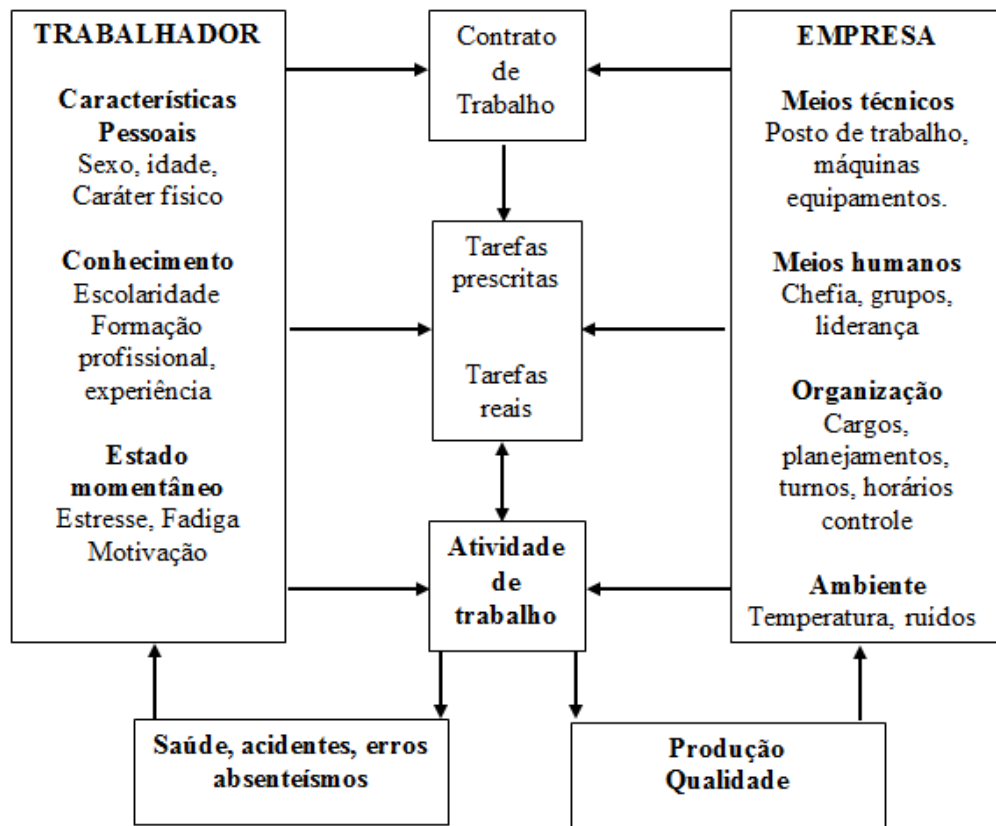 TRABALHADOR
Característícas
Pessoais
Sexo, idade,
Caráter físico
Conhecimento
Escolaridade
Formação
profissional,
experiência
Estado
momentâneo
Estresse, Fadiga
Motivação
Contrato
de
Trabalho
Tarefas
prescritas
Tarefas
reais
Atividade
de
trabalho
EMPRESA
Meios técnicos
Posto de trabalho,
máquinas
equipamentos.
Meios humanos
Chefia, grupos,
liderança
Organização
Cargos,
planejamentos,
turnos, horários
controle
Ambiente
Temperatura, ruidos
Saúde, acidentes, erros
absenteísmos
Produção
Qualidade